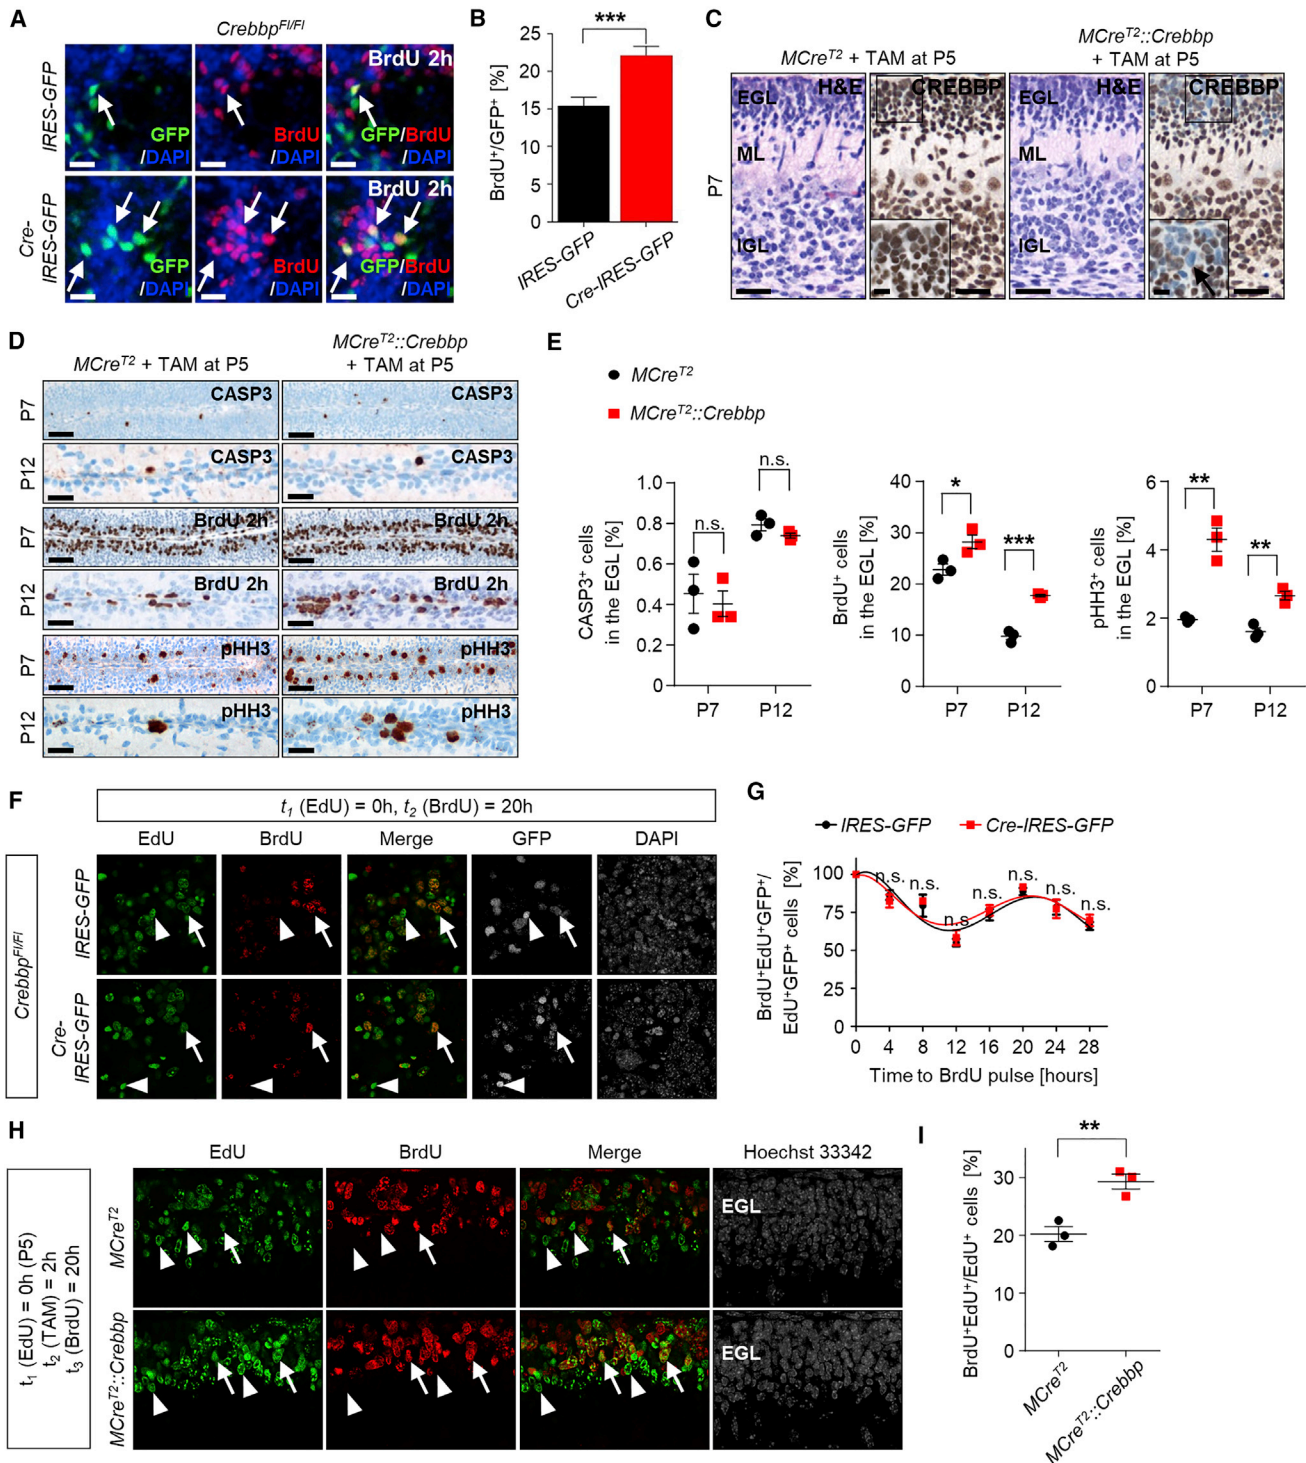 A
Crebbp^Fl/Fl
IRES-GFP
GFP
/DAPI
BrdU
/DAPI
BrdU 2h
GFP/BrdU
/DAPI
Cre-
IRES-GFP
GFP
/DAPI
BrdU
/DAPI
BrdU 2h
GFP/BrdU
/DAPI
B
***
BrdU⁺/GFP⁺ [%]
25
20
15
10
5
0
IRES-GFP
Cre-IRES-GFP
C
MCre^T2 + TAM at P5
MCre^T2::Crebbp
+ TAM at P5
P7
H&E
EGL
ML
IGL
CREBBP
H&E
EGL
ML
IGL
CREBBP
D
MCre^T2 + TAM at P5
MCre^T2::Crebbp
+ TAM at P5
P7
CASP3
CASP3
P12
CASP3
CASP3
P7
BrdU 2h
BrdU 2h
P12
BrdU 2h
BrdU 2h
P7
pHH3
pHH3
P12
pHH3
pHH3
E
MCre^T2
MCre^T2::Crebbp
CASP3⁺ cells
in the EGL [%]
1.0
0.8
0.6
0.4
0.2
0
n.s.
n.s.
P7 P12
BrdU⁺ cells
in the EGL [%]
40
30
20
10
0
*
***
P7 P12
pHH3⁺ cells
in the EGL [%]
6
4
2
0
**
**
P7 P12
F
t₁ (EdU) = 0h, t₂ (BrdU) = 20h
EdU BrdU Merge GFP DAPI
Crebbp^Fl/Fl
IRES-GFP
Cre-
IRES-GFP
G
IRES-GFP Cre-IRES-GFP
BrdU⁺EdU⁺GFP⁺/
EdU⁺GFP⁺ cells [%]
100
75
50
25
0
n.s. n.s. n.s n.s. n.s. n.s. n.s.
0 4 8 12 16 20 24 28
Time to BrdU pulse [hours]
H
EdU BrdU Merge Hoechst 33342
t₁ (EdU) = 0h (P5)
t₂ (TAM) = 2h
t₃ (BrdU) = 20h
MCre^T2
EGL
MCre^T2::Crebbp
EGL
I
**
BrdU⁺EdU⁺/EdU⁺ cells [%]
30
20
10
0
MCre^T2
MCre^T2::Crebbp